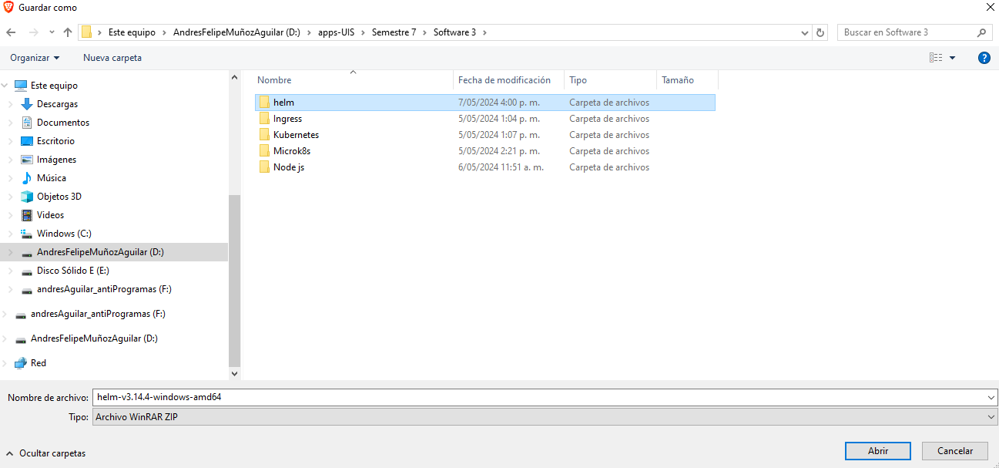 Guardar como
Este equipo > AndresFelipeMuñozAguilar (D:) > apps-UIS > Semestre 7 > Software 3 >
Buscar en Software 3
Organizar
Nueva carpeta
?
Este equipo
Descargas
Documentos
Escritorio
Imágenes
Música
Objetos 3D
Videos
Windows (C:)
AndresFelipeMuñozAguilar (D:)
Disco Sólido E (E:)
andresAguilar_antiProgramas (F:)
andresAguilar_antiProgramas (F:)
AndresFelipeMuñozAguilar (D:)
Red
Nombre Fecha de modificación Tipo Tamaño
helm 7/05/2024 4:00 p. m. Carpeta de archivos
Ingress 5/05/2024 1:04 p. m. Carpeta de archivos
Kubernetes 5/05/2024 1:07 p. m. Carpeta de archivos
Microk8s 5/05/2024 2:21 p. m. Carpeta de archivos
Node js 6/05/2024 11:51 a. m. Carpeta de archivos
Nombre de archivo: helm-v3.14.4-windows-amd64
Tipo: Archivo WinRAR ZIP
Ocultar carpetas
Abrir
Cancelar